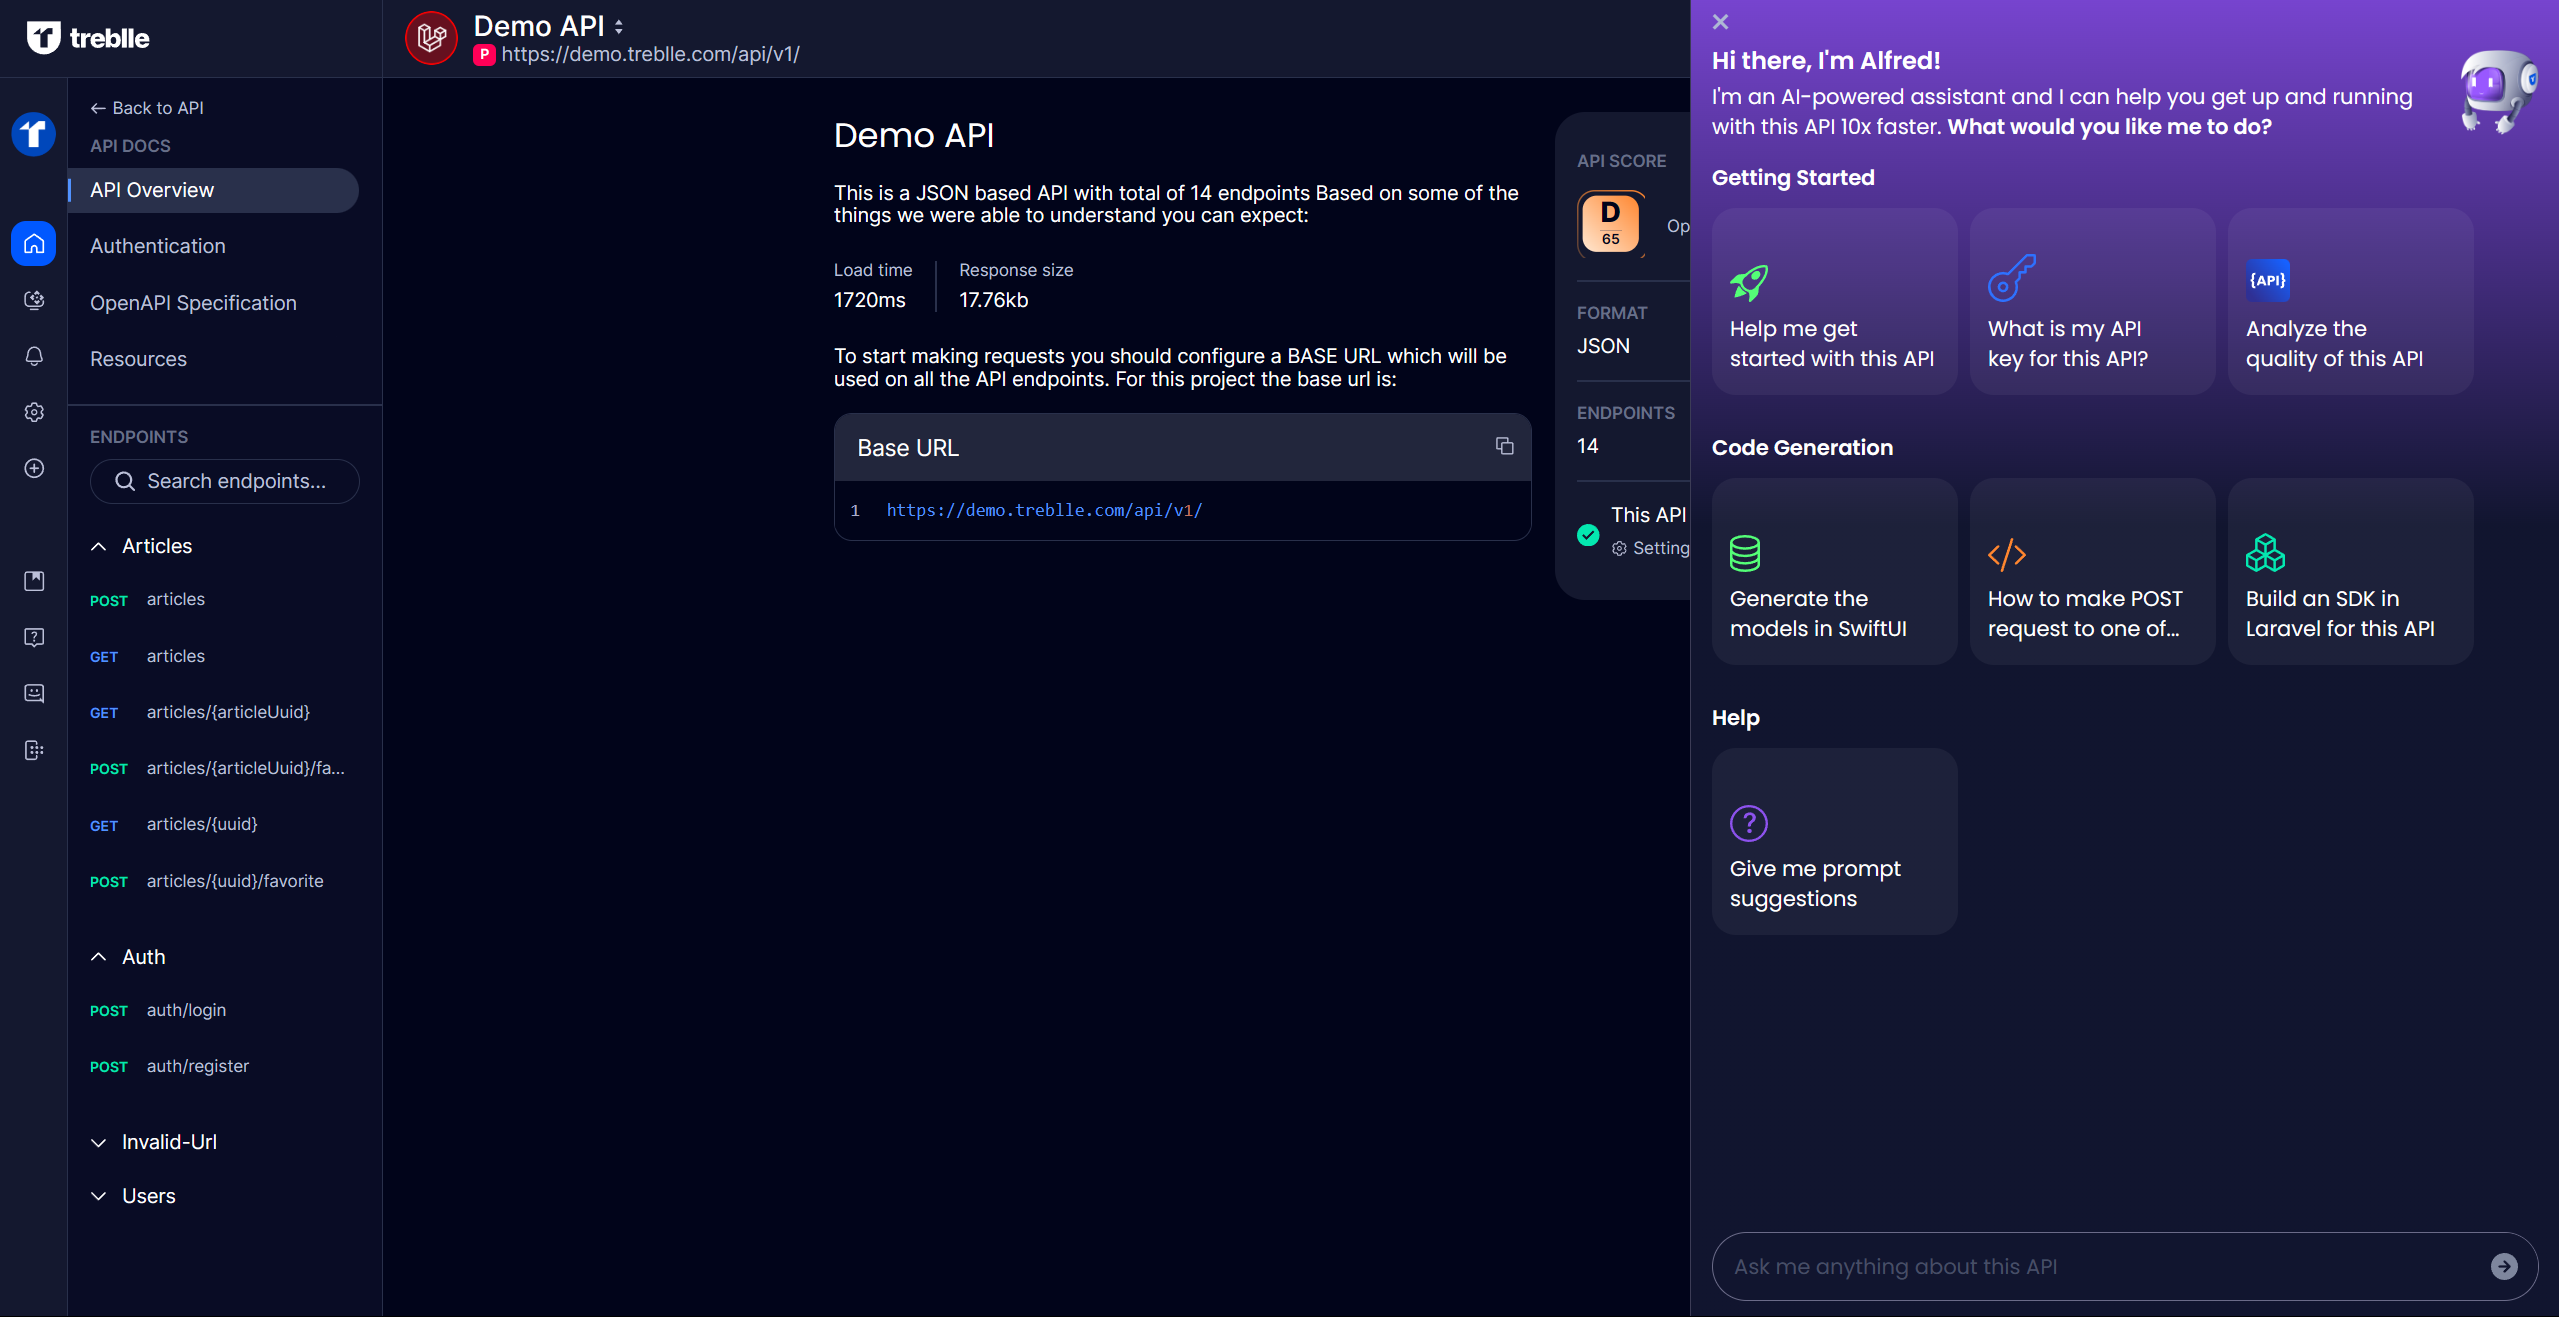 treblle
Demo API
P https://demo.treblle.com/api/v1/
Back to API
API DOCS
API Overview
Authentication
OpenAPI Specification
Resources
ENDPOINTS
Search endpoints...
Articles
POST articles
GET articles
GET articles/{articleUuid}
POST articles/{articleUuid}/fa...
GET articles/{uuid}
POST articles/{uuid}/favorite
Auth
POST auth/login
POST auth/register
Invalid-Url
Users
Demo API
This is a JSON based API with total of 14 endpoints Based on some of the
things we were able to understand you can expect:
Load time
1720ms
Response size
17.76kb
To start making requests you should configure a BASE URL which will be
used on all the API endpoints. For this project the base url is:
Base URL
1 https://demo.treblle.com/api/v1/
API SCORE
D
65
Op
FORMAT
JSON
ENDPOINTS
14
This API
Setting
Hi there, I'm Alfred!
I'm an AI-powered assistant and I can help you get up and running
with this API 10x faster. What would you like me to do?
Getting Started
Help me get
started with this API
What is my API
key for this API?
{API}
Analyze the
quality of this API
Code Generation
Generate the
models in SwiftUI
How to make POST
request to one of...
Build an SDK in
Laravel for this API
Help
Give me prompt
suggestions
Ask me anything about this API